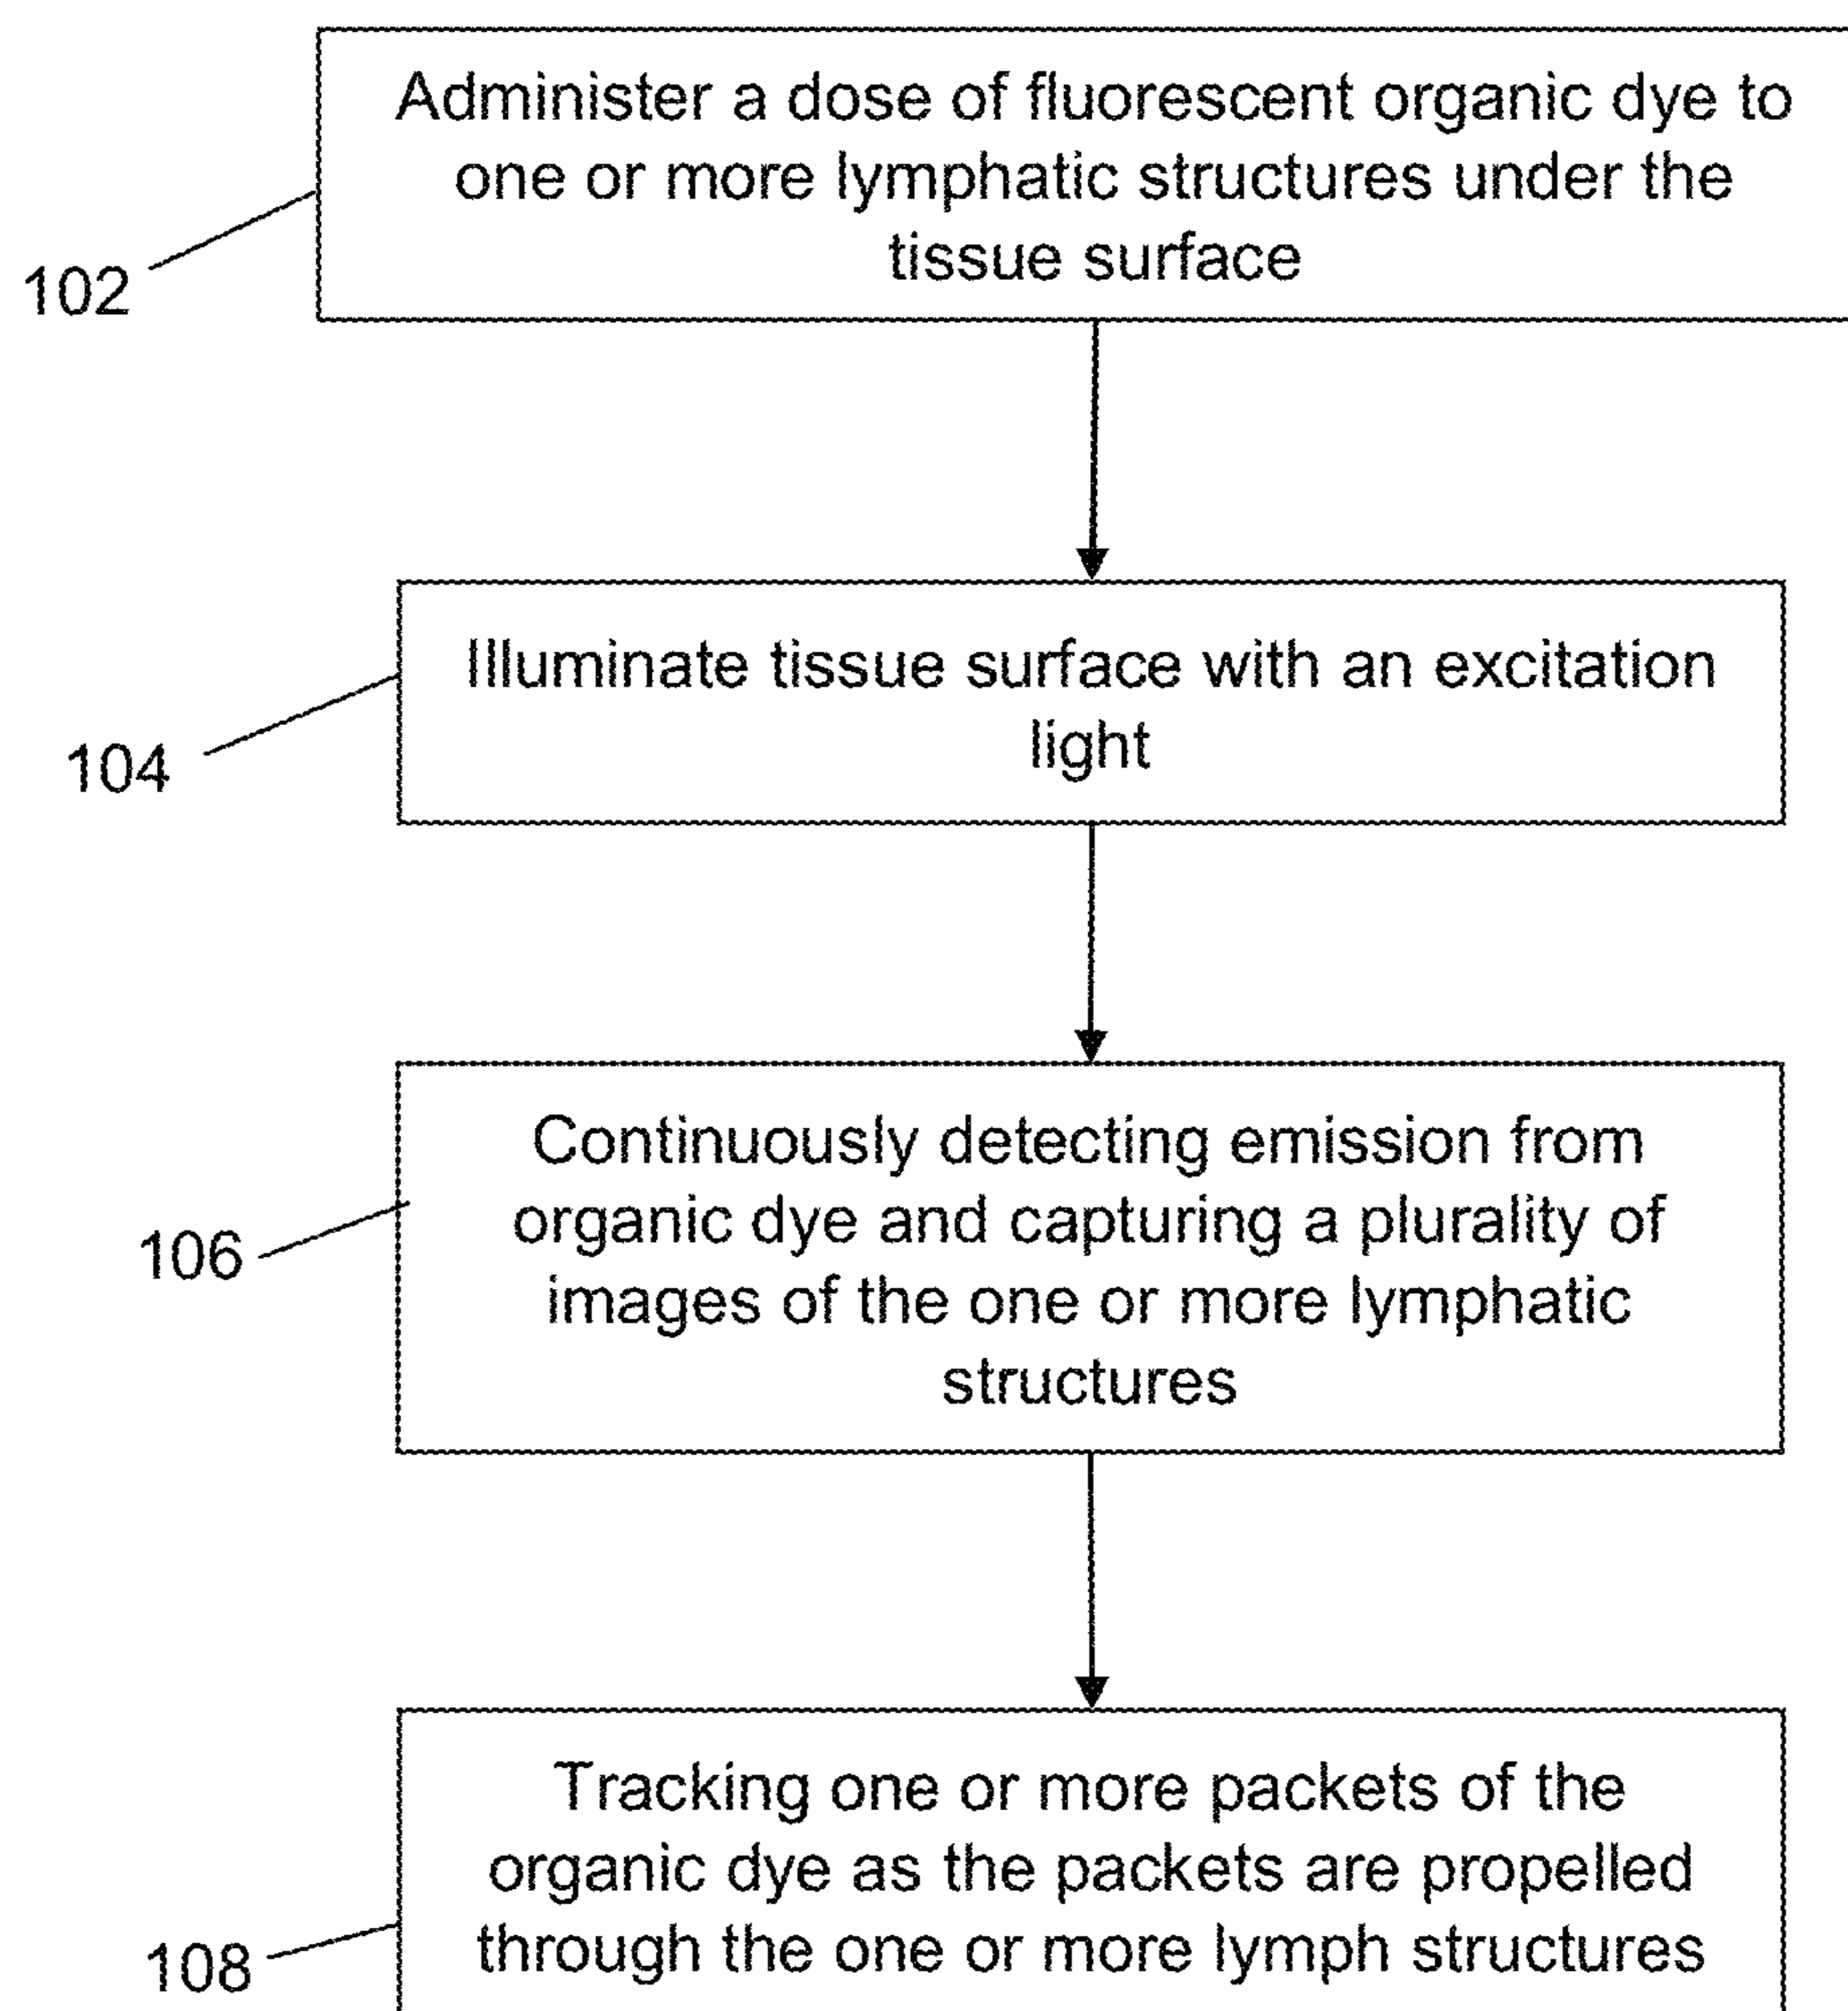 Administer a dose of fluorescent organic dye to
one or more lymphatic structures under the
tissue surface
102
Illuminate tissue surface with an excitation
light
104
Continuously detecting emission from
organic dye and capturing a plurality of
images of the one or more lymphatic
structures
106
Tracking one or more packets of the
organic dye as the packets are propelled
through the one or more lymph structures
108